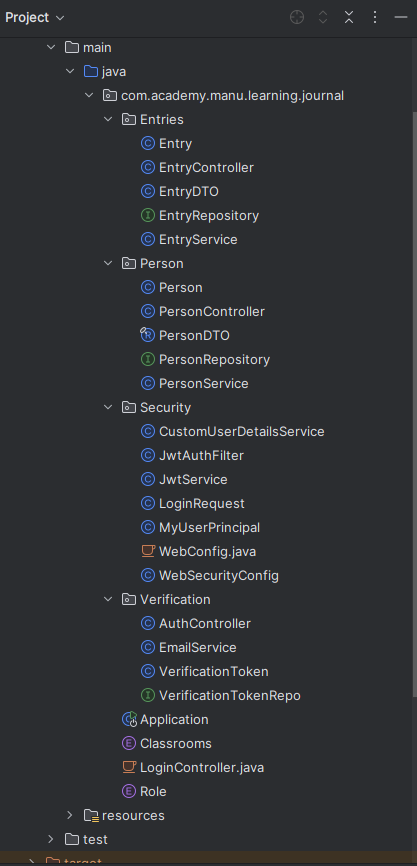 Project
main
java
com.academy.manu.learning.journal
Entries
C Entry
C EntryController
C EntryDTO
I EntryRepository
C EntryService
Person
C Person
C PersonController
R PersonDTO
I PersonRepository
C PersonService
Security
C CustomUserDetailsService
C JwtAuthFilter
C JwtService
C LoginRequest
C MyUserPrincipal
WebConfig.java
C WebSecurityConfig
Verification
C AuthController
C EmailService
C VerificationToken
I VerificationTokenRepo
C Application
E Classrooms
LoginController.java
E Role
resources
test
target